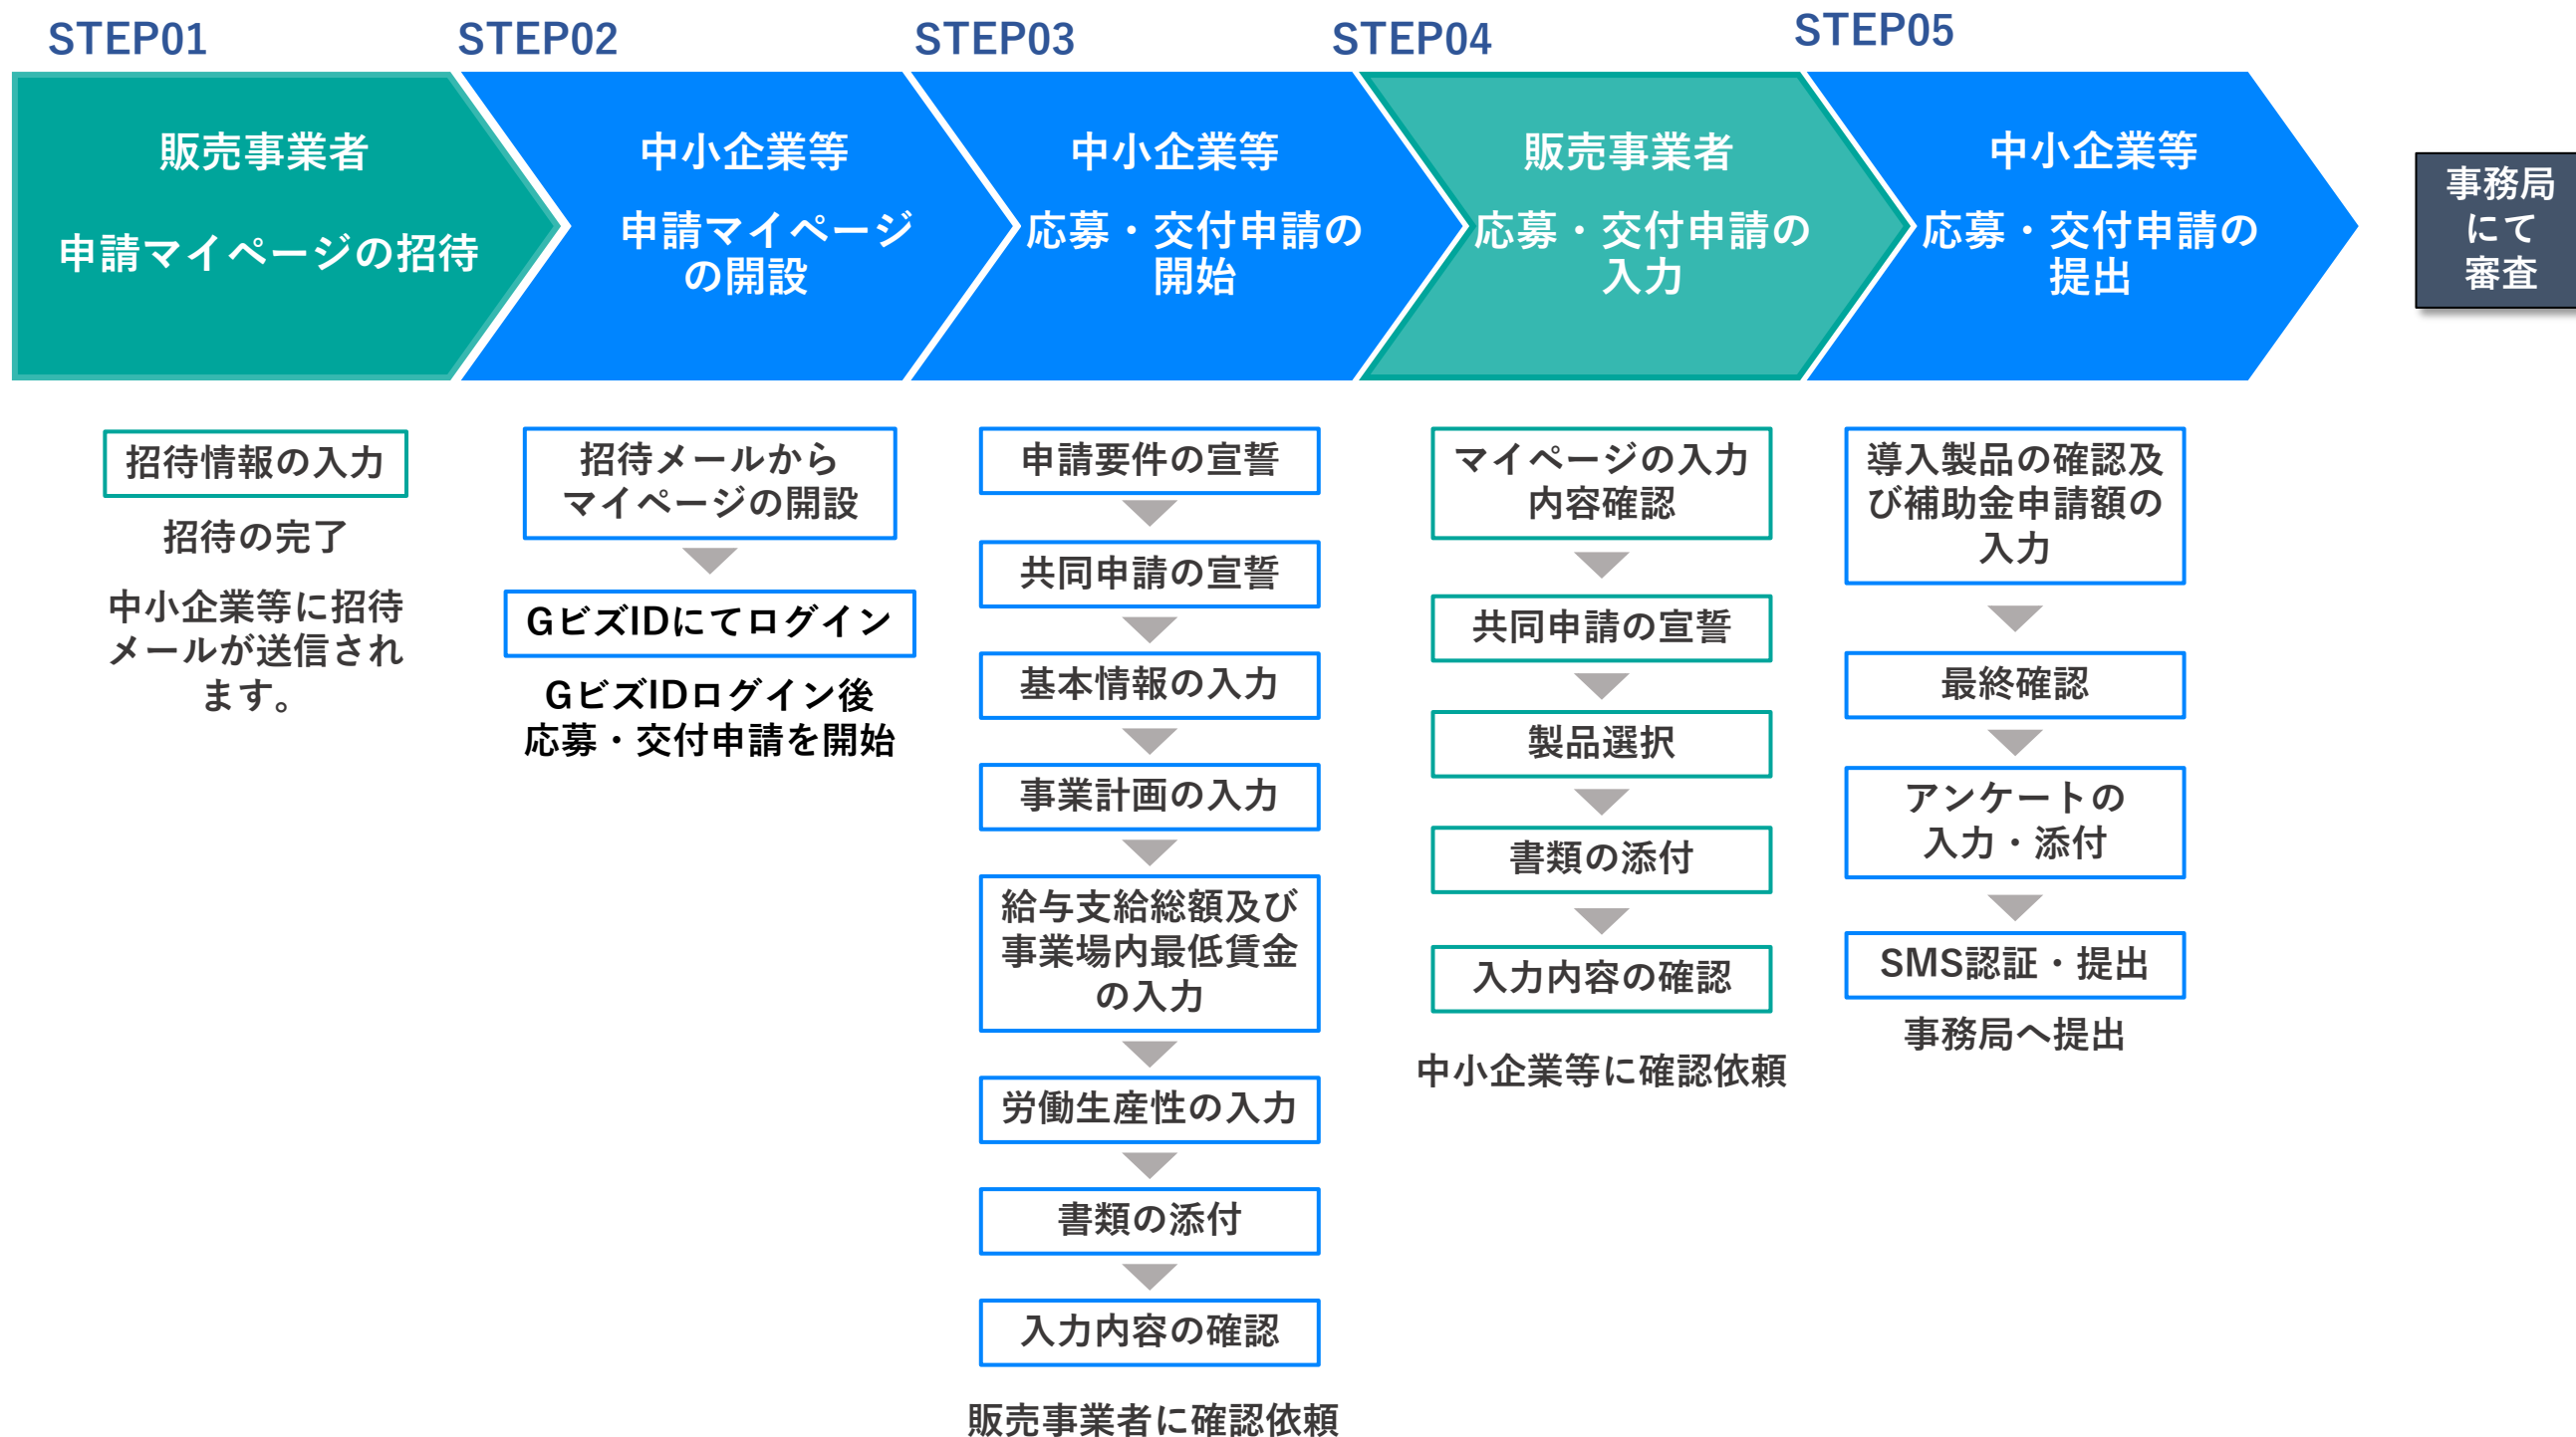 STEP01
販売事業者
申請マイページの招待
招待情報の入力
招待の完了
中小企業等に招待
メールが送信され
ます。
STEP02
中小企業等
申請マイページ
の開設
招待メールから
マイページの開設
GビズIDにてログイン
GビズIDログイン後
応募・交付申請を開始
STEP03
中小企業等
応募・交付申請の
開始
申請要件の宣誓
共同申請の宣誓
基本情報の入力
事業計画の入力
給与支給総額及び
事業場内最低賃金
の入力
労働生産性の入力
書類の添付
入力内容の確認
販売事業者に確認依頼
STEP04
販売事業者
応募・交付申請の
入力
マイページの入力
内容確認
共同申請の宣誓
製品選択
書類の添付
入力内容の確認
中小企業等に確認依頼
STEP05
中小企業等
応募・交付申請の
提出
導入製品の確認及
び補助金申請額の
入力
最終確認
アンケートの
入力・添付
SMS認証・提出
事務局へ提出
事務局
にて
審査